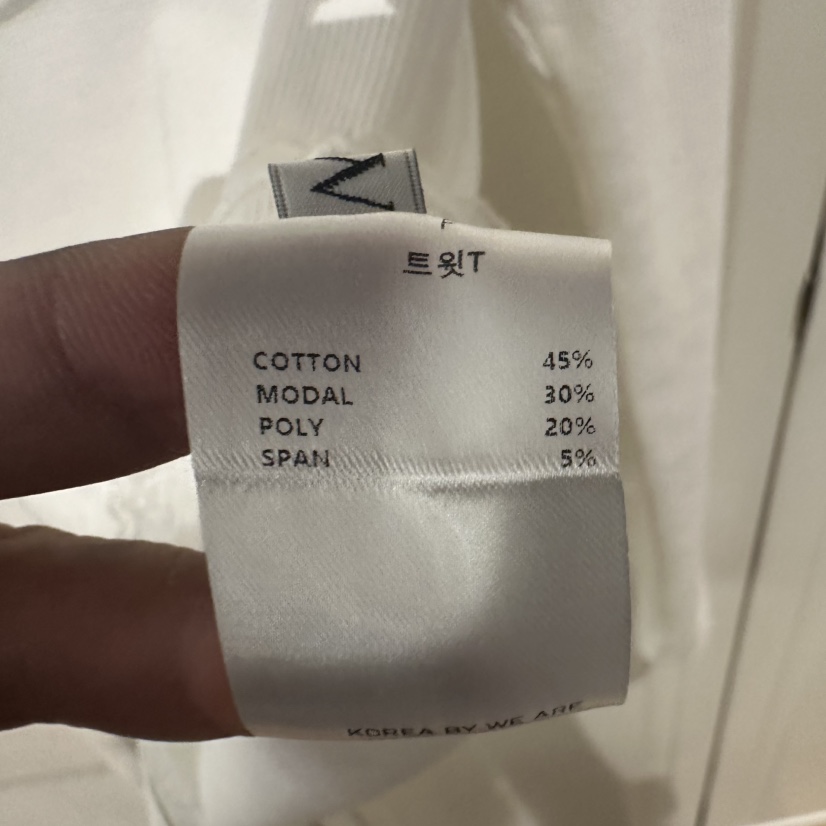 트윗T
COTTON 45%
MODAL 30%
POLY 20%
SPAN 5%
KOREA BY WE ARE